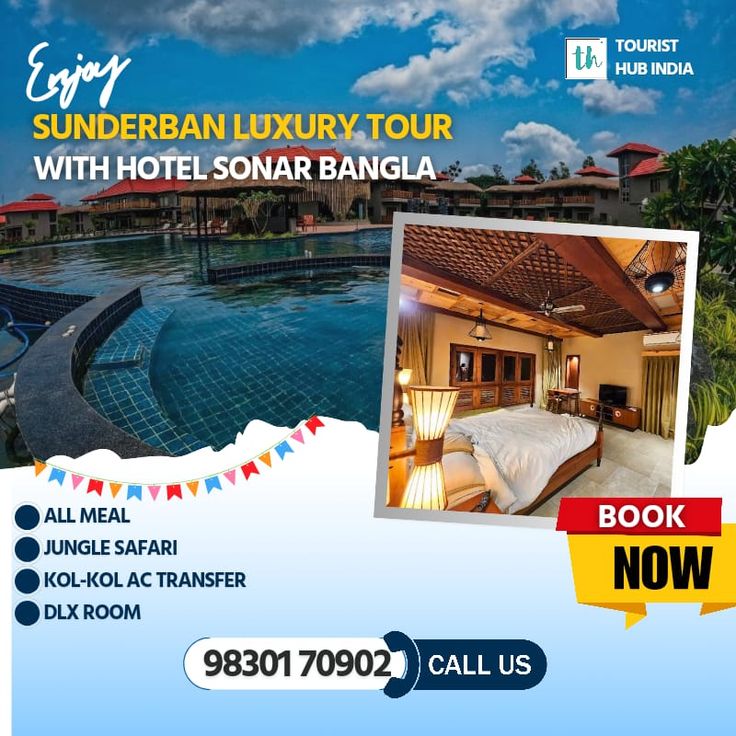 th
TOURIST
HUB INDIA
Enjoy
SUNDERBAN LUXURY TOUR
WITH HOTEL SONAR BANGLA
ALL MEAL
JUNGLE SAFARI
KOL-KOL AC TRANSFER
DLX ROOM
BOOK
NOW
98301 70902
CALL US